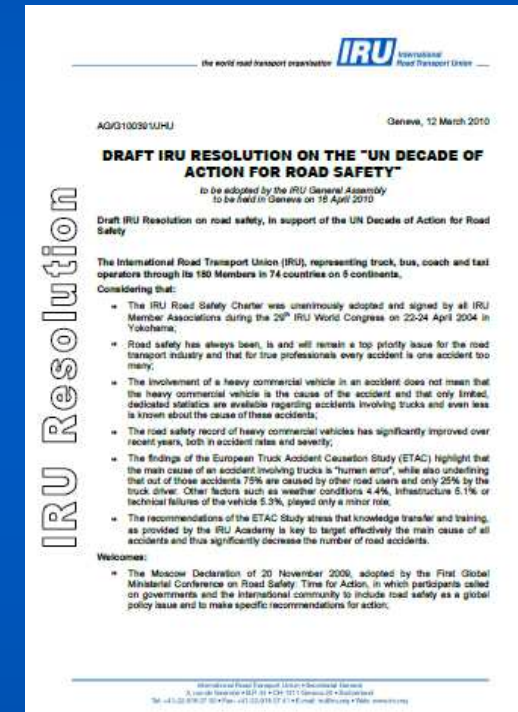 the world road transport organisation
IRU
International
Road Transport Union
AG/G100391/UHU
Geneva, 12 March 2010
DRAFT IRU RESOLUTION ON THE "UN DECADE OF
ACTION FOR ROAD SAFETY"
to be adopted by the IRU General Assembly
to be held in Geneva on 16 April 2010
IRU Resolution
Draft IRU Resolution on road safety, in support of the UN Decade of Action for Road
Safety
The International Road Transport Union (IRU), representing truck, bus, coach and taxi
operators through its 180 Members in 74 countries on 5 continents,
Considering that:
The IRU Road Safety Charter was unanimously adopted and signed by all IRU
Member Associations during the 29th IRU World Congress on 22-24 April 2004 in
Yokohama;
Road safety has always been, is and will remain a top priority issue for the road
transport industry and that for true professionals every accident is one accident too
many;
The involvement of a heavy commercial vehicle in an accident does not mean that
the heavy commercial vehicle is the cause of the accident and that only limited,
dedicated statistics are available regarding accidents involving trucks and even less
is known about the cause of these accidents;
The road safety record of heavy commercial vehicles has significantly improved over
recent years, both in accident rates and severity;
The findings of the European Truck Accident Causation Study (ETAC) highlight that
the main cause of an accident involving trucks is "human error", while also underlining
that out of those accidents 75% are caused by other road users and only 25% by the
truck driver. Other factors such as weather conditions 4.4%, infrastructure 5.1% or
technical failures of the vehicle 5.3%, played only a minor role;
The recommendations of the ETAC Study stress that knowledge transfer and training,
as provided by the IRU Academy is key to target effectively the main cause of all
accidents and thus significantly decrease the number of road accidents.
Welcomes:
The Moscow Declaration of 20 November 2009, adopted by the First Global
Ministerial Conference on Road Safety: Time for Action, in which participants called
on governments and the international community to include road safety as a global
policy issue and to make specific recommendations for action;
International Road Transport Union • Secretariat General